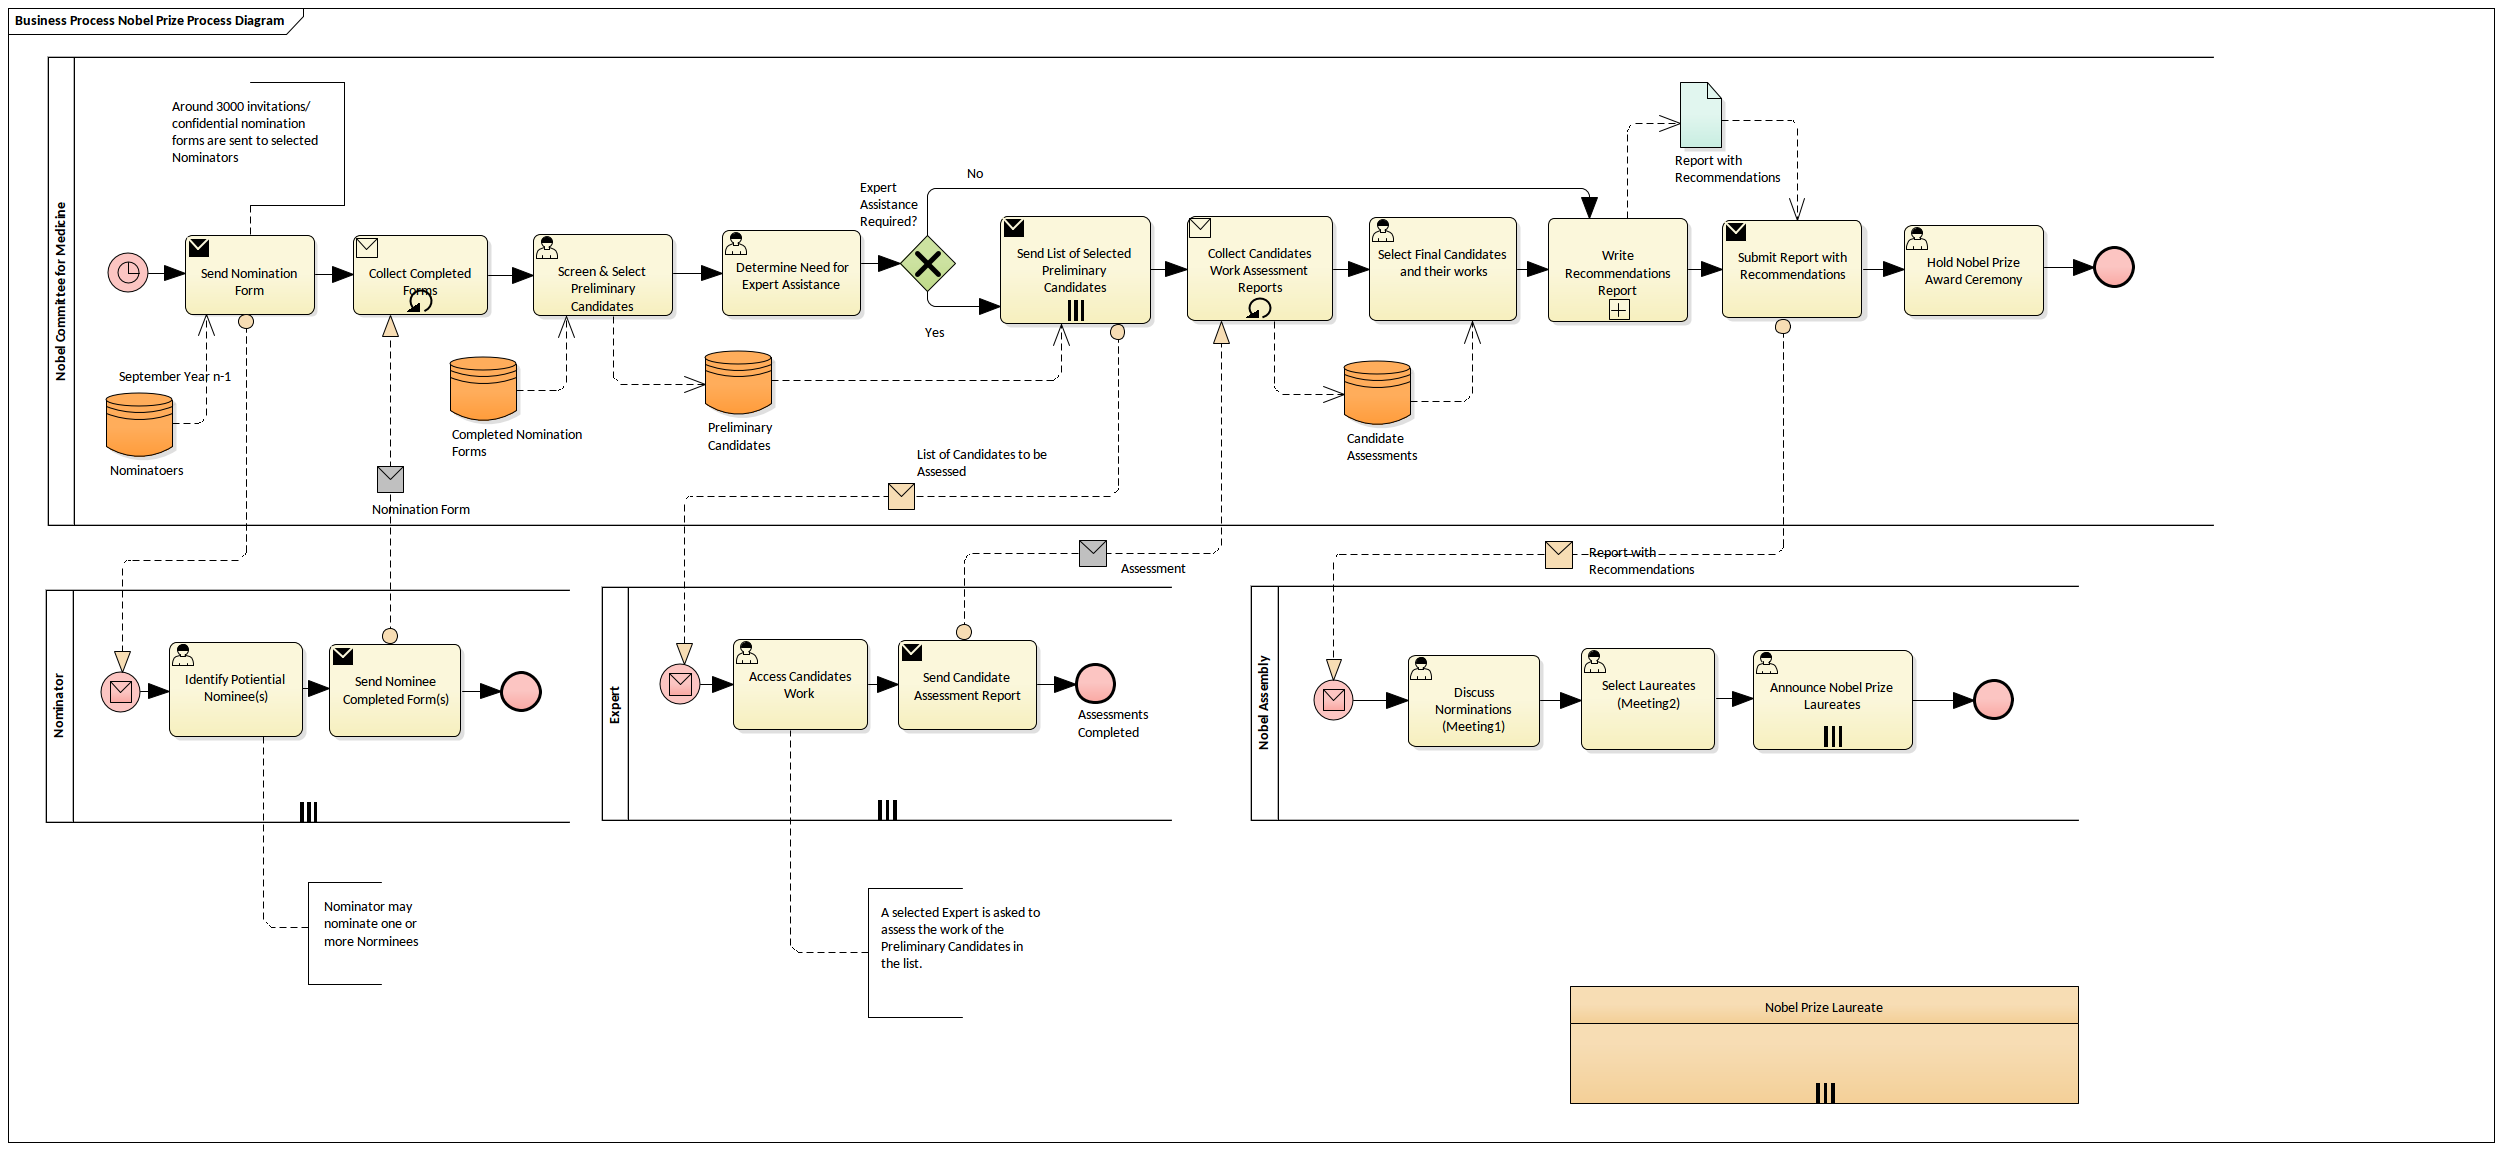 Business Process Nobel Prize Process Diagram
Nobel Committee for Medicine
Around 3000 invitations/
confidential nomination
forms are sent to selected
Nominators
Send Nomination
Form
Collect Completed
Forms
Screen & Select
Preliminary
Candidates
Determine Need for
Expert Assistance
Expert
Assistance
Required?
No
Yes
Send List of Selected
Preliminary
Candidates
Collect Candidates
Work Assessment
Reports
Select Final Candidates
and their works
Write
Recommendations
Report
Report with
Recommendations
Submit Report with
Recommendations
Hold Nobel Prize
Award Ceremony
September Year n-1
Nominatoers
Completed Nomination
Forms
Preliminary
Candidates
Candidate
Assessments
Nomination Form
List of Candidates to be
Assessed
Assessment
Report with
Recommendations
Nominator
Identify Potiential
Nominee(s)
Send Nominee
Completed Form(s)
Nominator may
nominate one or
more Norminees
Expert
Access Candidates
Work
Send Candidate
Assessment Report
Assessments
Completed
A selected Expert is asked to
assess the work of the
Preliminary Candidates in
the list.
Nobel Assembly
Discuss
Norminations
(Meeting1)
Select Laureates
(Meeting2)
Announce Nobel Prize
Laureates
Nobel Prize Laureate